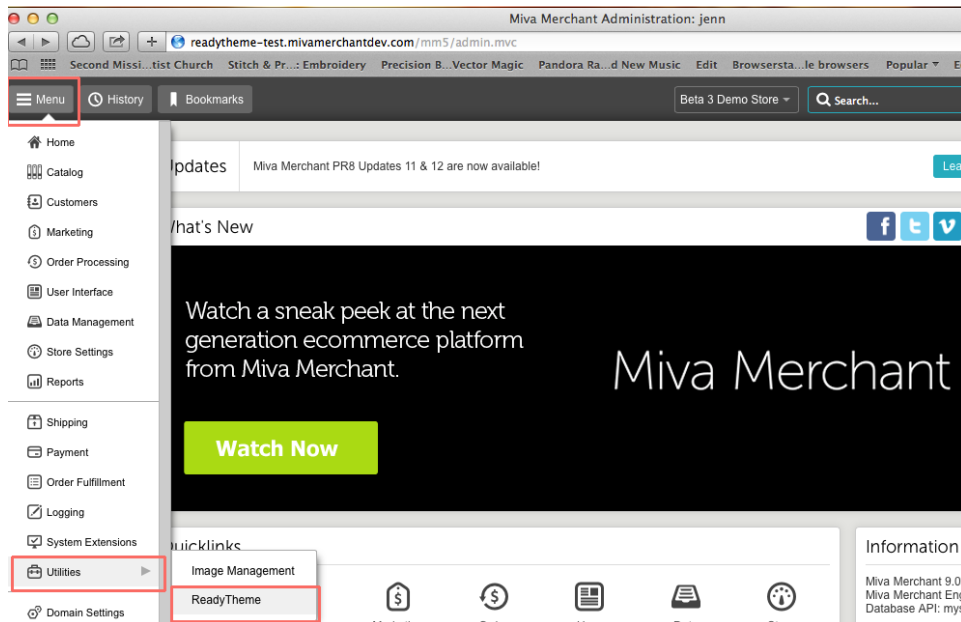 Miva Merchant Administration: jenn
readytheme-test.mivamerchantdev.com/mm5/admin.mvc
Second Missi...tist Church Stitch & Pr...: Embroidery Precision B...Vector Magic Pandora Ra...d New Music Edit Browsersta...le browsers Popular
Menu History Bookmarks Beta 3 Demo Store Search...
Home
Catalog
Customers
Marketing
Order Processing
User Interface
Data Management
Store Settings
Reports
Shipping
Payment
Order Fulfillment
Logging
System Extensions
Utilities
Domain Settings
Image Management
ReadyTheme
pdates Miva Merchant PR8 Updates 11 & 12 are now available! Lea
hat's New
Watch a sneak peek at the next
generation ecommerce platform
from Miva Merchant.
Watch Now
Miva Merchant
uicklinks
Information
Miva Merchant 9.0
Miva Merchant Eng
Database API: mys